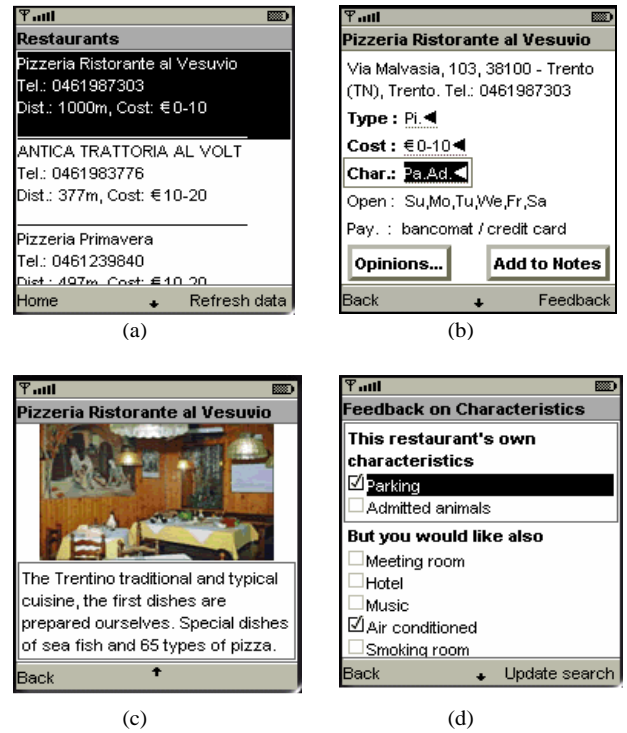 Restaurants
Pizzeria Ristorante al Vesuvio
Tel.: 0461987303
Dist.: 1000m, Cost: €0-10
ANTICA TRATTORIA AL VOLT
Tel.: 0461983776
Dist.: 377m, Cost: €10-20
Pizzeria Primavera
Tel.: 0461239840
Dist.: 497m, Cost: €10-20
Home Refresh data
(a)
Pizzeria Ristorante al Vesuvio
Via Malvasia, 103, 38100 - Trento
(TN), Trento. Tel.: 0461987303
Type : Pi.
Cost : €0-10
Char.: Pa.Ad.
Open : Su,Mo,Tu,We,Fr,Sa
Pay. : bancomat / credit card
Opinions... Add to Notes
Back Feedback
(b)
Pizzeria Ristorante al Vesuvio
The Trentino traditional and typical
cuisine, the first dishes are
prepared ourselves. Special dishes
of sea fish and 65 types of pizza.
Back
(c)
Feedback on Characteristics
This restaurant's own
characteristics
Parking
Admitted animals
But you would like also
Meeting room
Hotel
Music
Air conditioned
Smoking room
Back Update search
(d)